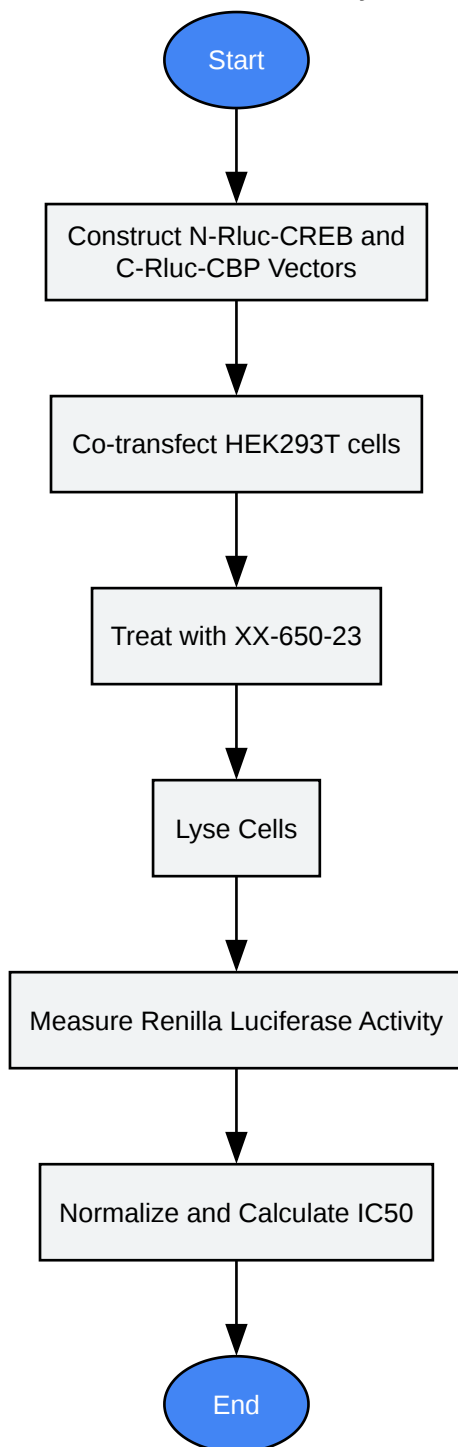 Start
Construct N-Rluc-CREB and
C-Rluc-CBP Vectors
Co-transfect HEK293T cells
Treat with XX-650-23
Lyse Cells
Measure Renilla Luciferase Activity
Normalize and Calculate IC50
End